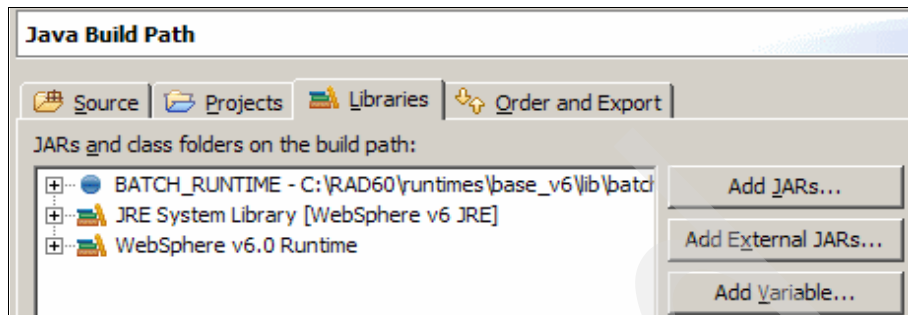 Java Build Path
Source Projects Libraries Order and Export
JARs and class folders on the build path:
BATCH_RUNTIME - C:\RAD60\runtimes\base_v6\lib\batch
Add JARs...
JRE System Library [WebSphere v6 JRE]
Add External JARs...
WebSphere v6.0 Runtime
Add Variable...